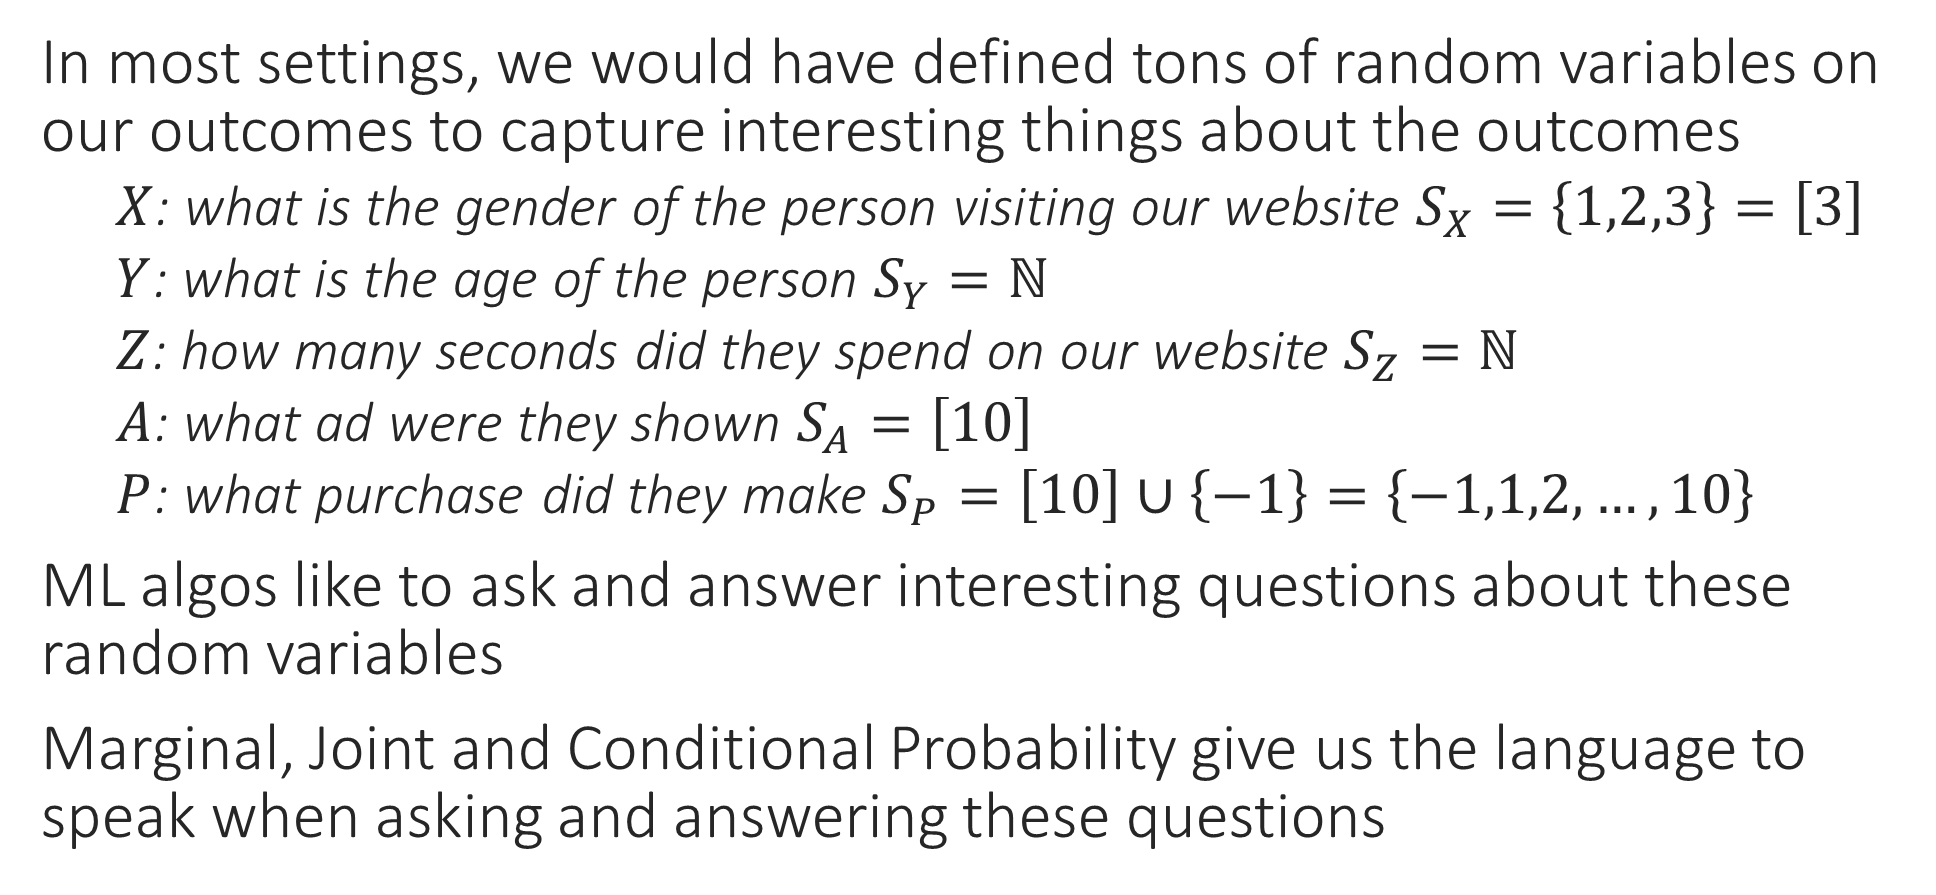 In most settings, we would have defined tons of random variables on
our outcomes to capture interesting things about the outcomes
X: what is the gender of the person visiting our website S_X = {1,2,3} = [3]
Y: what is the age of the person S_Y = ℕ
Z: how many seconds did they spend on our website S_Z = ℕ
A: what ad were they shown S_A = [10]
P: what purchase did they make S_P = [10] ∪ {−1} = {−1,1,2, … , 10}
ML algos like to ask and answer interesting questions about these
random variables
Marginal, Joint and Conditional Probability give us the language to
speak when asking and answering these questions